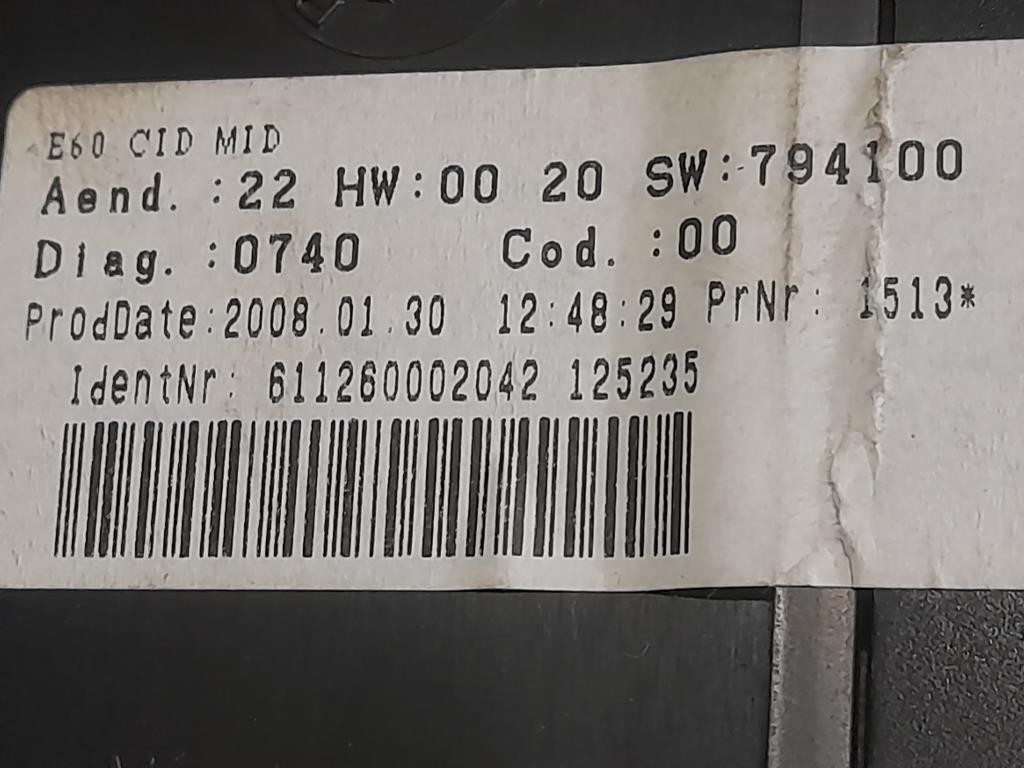 E60 CID MID
Aend. :22 HW:00 20 SW:794100
Diag. :0740 Cod. :00
ProdDate:2008.01.30 12:48:29 PrNr: 1513*
IdentNr: 611260002042 125235